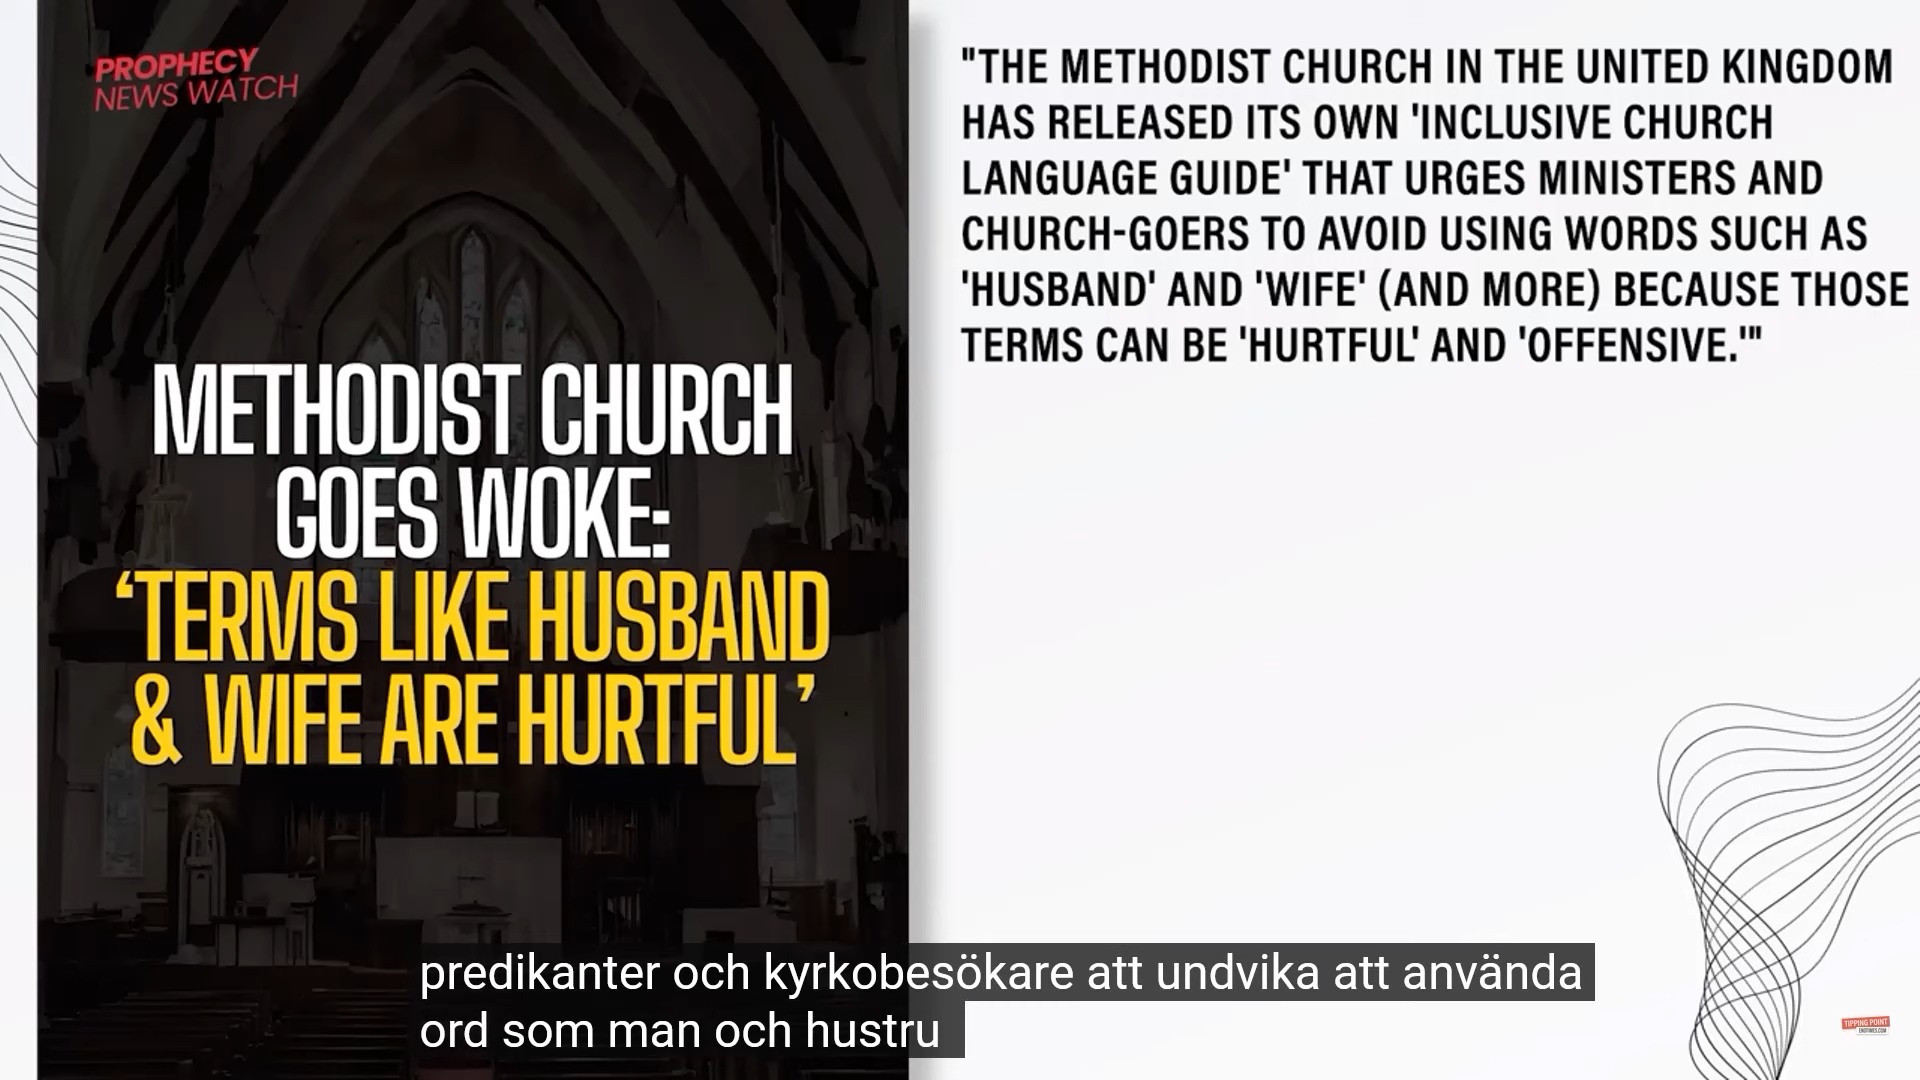 PROPHECY
NEWS WATCH
METHODIST CHURCH
GOES WOKE:
‘TERMS LIKE HUSBAND
& WIFE ARE HURTFUL’
"THE METHODIST CHURCH IN THE UNITED KINGDOM
HAS RELEASED ITS OWN 'INCLUSIVE CHURCH
LANGUAGE GUIDE' THAT URGES MINISTERS AND
CHURCH-GOERS TO AVOID USING WORDS SUCH AS
'HUSBAND' AND 'WIFE' (AND MORE) BECAUSE THOSE
TERMS CAN BE 'HURTFUL' AND 'OFFENSIVE.'"
predikanter och kyrkobesökare att undvika att använda
ord som man och hustru
TIPPING POINT
ENDTIMES.COM